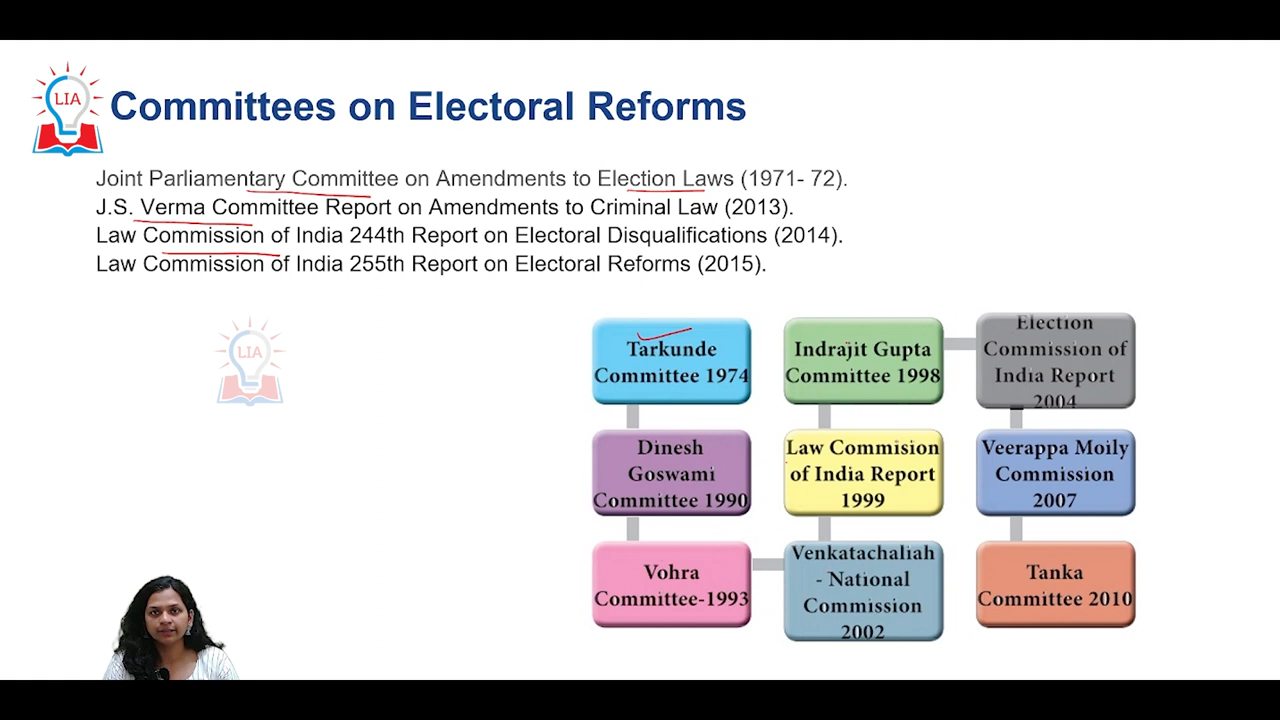 LIA
Committees on Electoral Reforms
Joint Parliamentary Committee on Amendments to Election Laws (1971- 72).
J.S. Verma Committee Report on Amendments to Criminal Law (2013).
Law Commission of India 244th Report on Electoral Disqualifications (2014).
Law Commission of India 255th Report on Electoral Reforms (2015).
LIA
Tarkunde
Committee 1974
Dinesh
Goswami
Committee 1990
Vohra
Committee-1993
Indrajit Gupta
Committee 1998
Law Commision
of India Report
1999
Venkatachaliah
- National
Commission
2002
Election
Commission of
India Report
2004
Veerappa Moily
Commission
2007
Tanka
Committee 2010